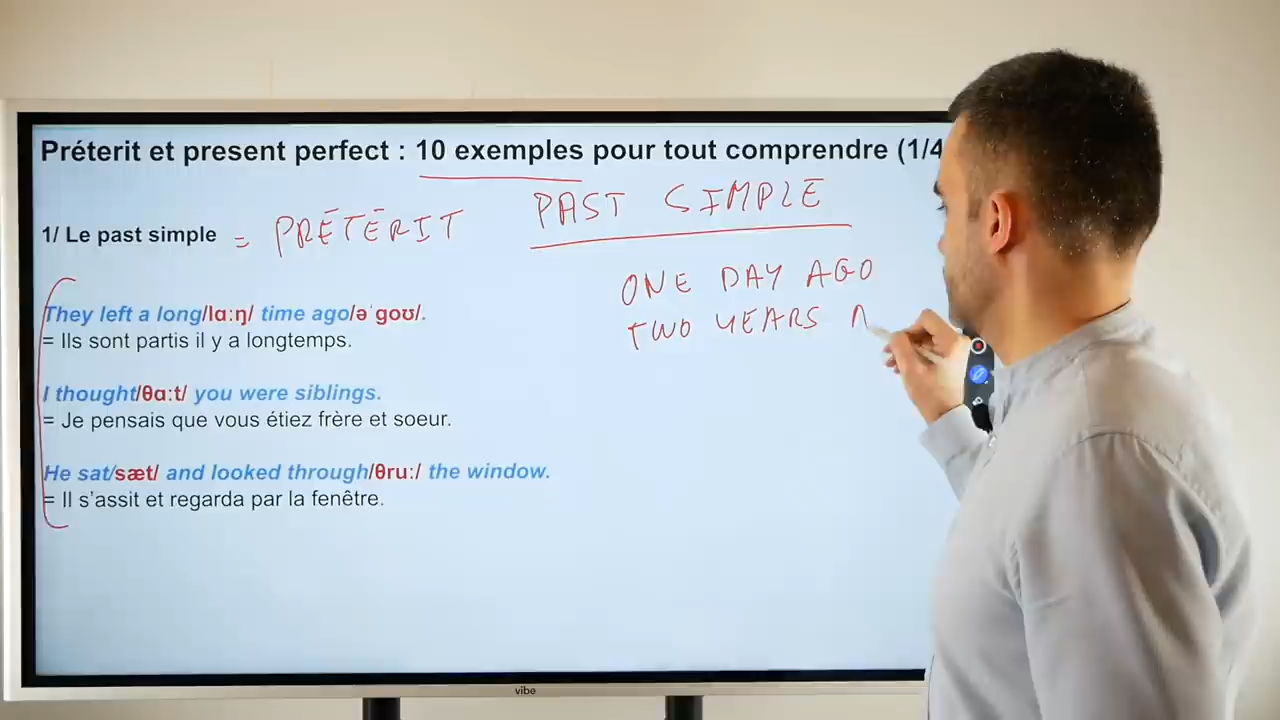 Préterit et present perfect : 10 exemples pour tout comprendre (1/4
PAST SIMPLE
1/ Le past simple = PRÉTÉRIT
ONE DAY AGO
They left a long/lɑːŋ/ time ago/əˈgoʊ/.
TWO YEARS A
= Ils sont partis il y a longtemps.
I thought/θɑːt/ you were siblings.
= Je pensais que vous étiez frère et soeur.
He sat/sæt/ and looked through/θruː/ the window.
= Il s’assit et regarda par la fenêtre.
vibe